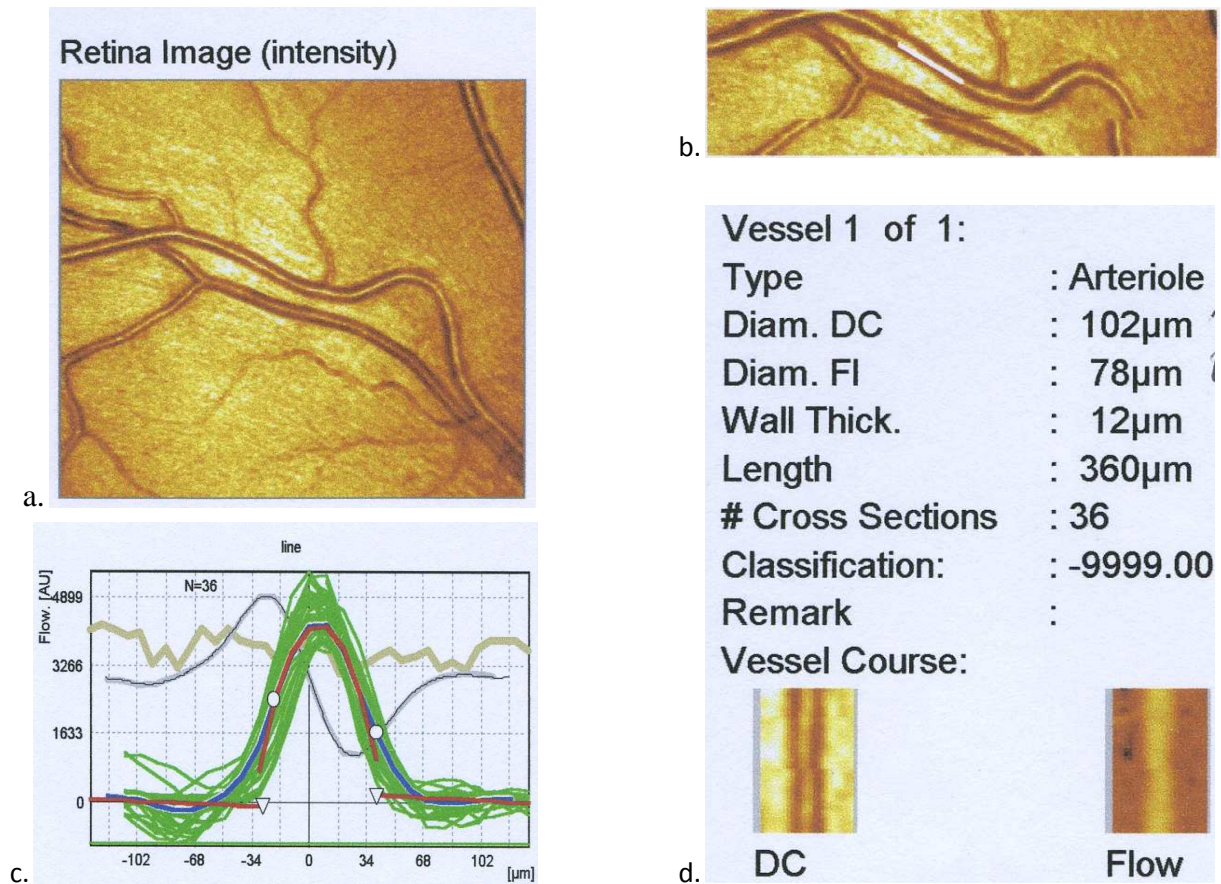 Retina Image (intensity)
a.
b.
line
N=36
Flow. [AU]
4899
3266
1633
0
-102 -68 -34 0 34 68 102
[µm]
c.
Vessel 1 of 1:
Type : Arteriole
Diam. DC : 102µm
Diam. Fl : 78µm
Wall Thick. : 12µm
Length : 360µm
# Cross Sections : 36
Classification: : -9999.00
Remark :
Vessel Course:
DC Flow
d.